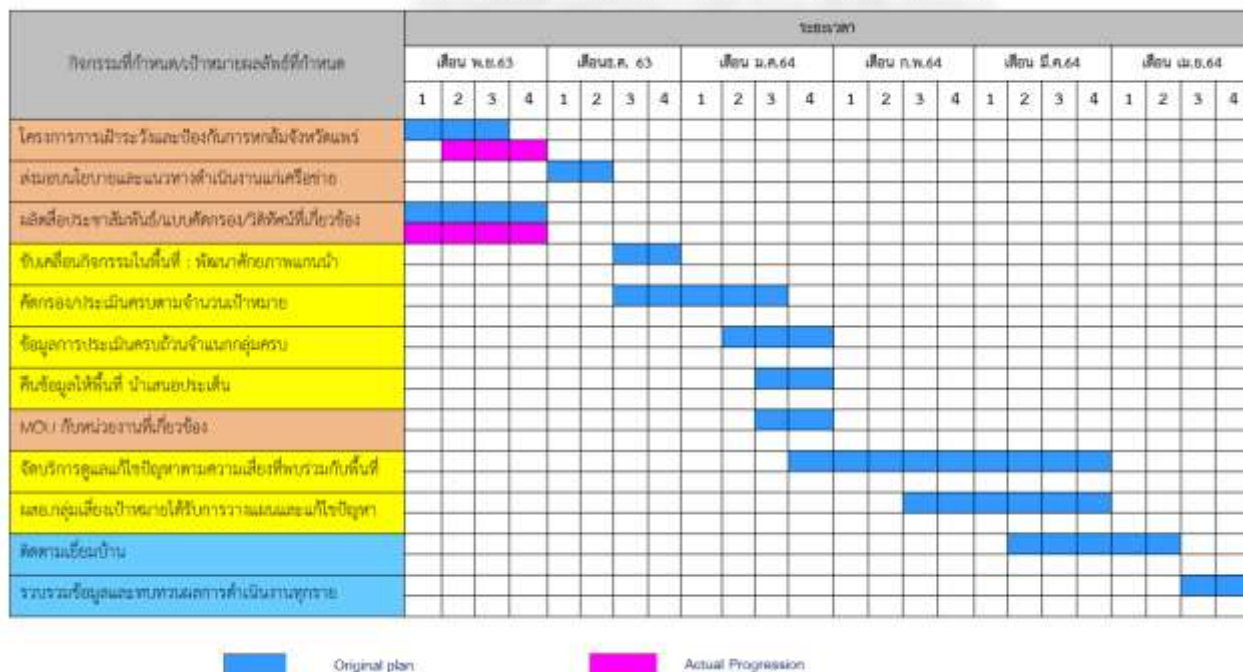 ระยะเวลา
กิจกรรมที่กำหนด/เป้าหมายผลลัพธ์ที่กำหนด
เดือน พ.ย.63 เดือนธ.ค. 63 เดือน ม.ค.64 เดือน ก.พ.64 เดือน มี.ค.64 เดือน เม.ย.64
1 2 3 4 1 2 3 4 1 2 3 4 1 2 3 4 1 2 3 4 1 2 3 4
โครงการการเฝ้าระวังและป้องกันการหกล้มจังหวัดแพร่
ส่งมอบนโยบายและแนวทางดำเนินงานแก่เครือข่าย
ผลิตสื่อประชาสัมพันธ์/แบบคัดกรอง/วิดิทัศน์ที่เกี่ยวข้อง
ขับเคลื่อนกิจกรรมในพื้นที่ : พัฒนาศักยภาพแกนนำ
คัดกรอง/ประเมินครบตามจำนวนเป้าหมาย
ข้อมูลการประเมินครบถ้วนจำแนกกลุ่มครบ
คืนข้อมูลให้พื้นที่ นำเสนอประเด็น
MOU กับหน่วยงานที่เกี่ยวข้อง
จัดบริการดูแลแก้ไขปัญหาตามความเสี่ยงที่พบร่วมกับพื้นที่
ผสอ.กลุ่มเสี่ยงเป้าหมายได้รับการวางแผนและแก้ไขปัญหา
ติดตามเยี่ยมบ้าน
รวบรวมข้อมูลและทบทวนผลการดำเนินงานทุกราย
Original plan Actual Progression